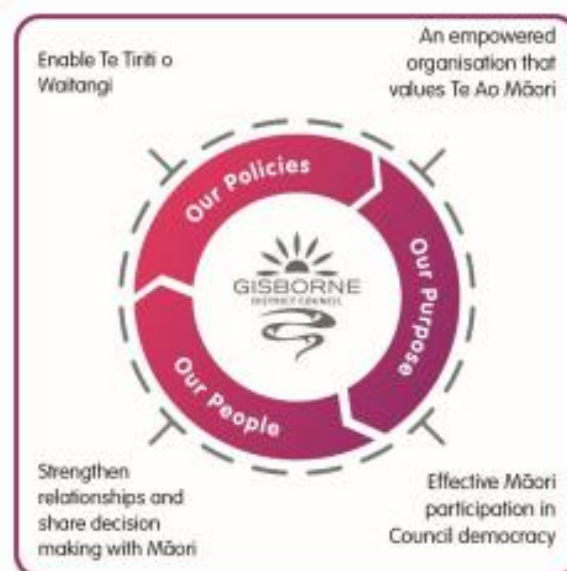 Enable Te Tiriti o
Waitangi
An empowered
organisation that
values Te Ao Māori
Our Policies
Our Purpose
Our People
GISBORNE
DISTRICT COUNCIL
Strengthen
relationships and
share decision
making with Māori
Effective Māori
participation in
Council democracy